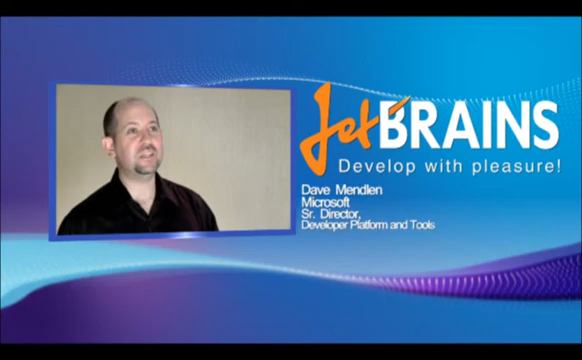 JetBRAINS
Develop with pleasure!
Dave Mendlen
Microsoft
Sr. Director,
Developer Platform and Tools